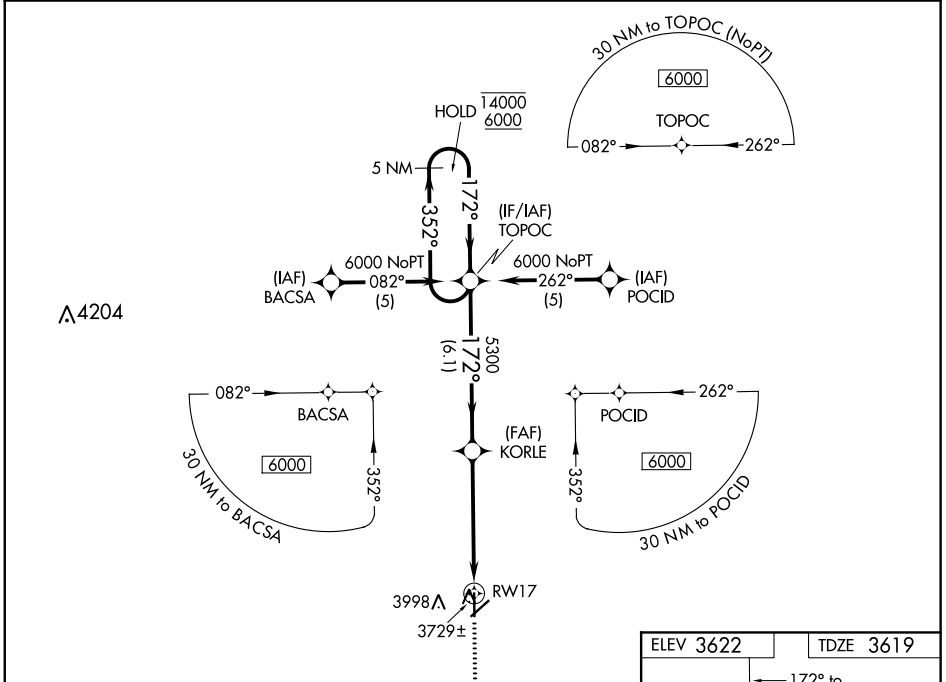 30 NM to TOPOC (NoPT)
6000
TOPOC
082°
262°
HOLD
14000
6000
5 NM
172°
352°
(IF/IAF)
TOPOC
6000 NoPT
082°
(5)
(IAF)
BACSA
6000 NoPT
262°
(5)
(IAF)
POCID
4204
5300
172°
(6.1)
082°
BACSA
6000
352°
30 NM to BACSA
262°
POCID
6000
352°
30 NM to POCID
(FAF)
KORLE
RW17
3998
3729±
ELEV 3622
TDZE 3619
172° to